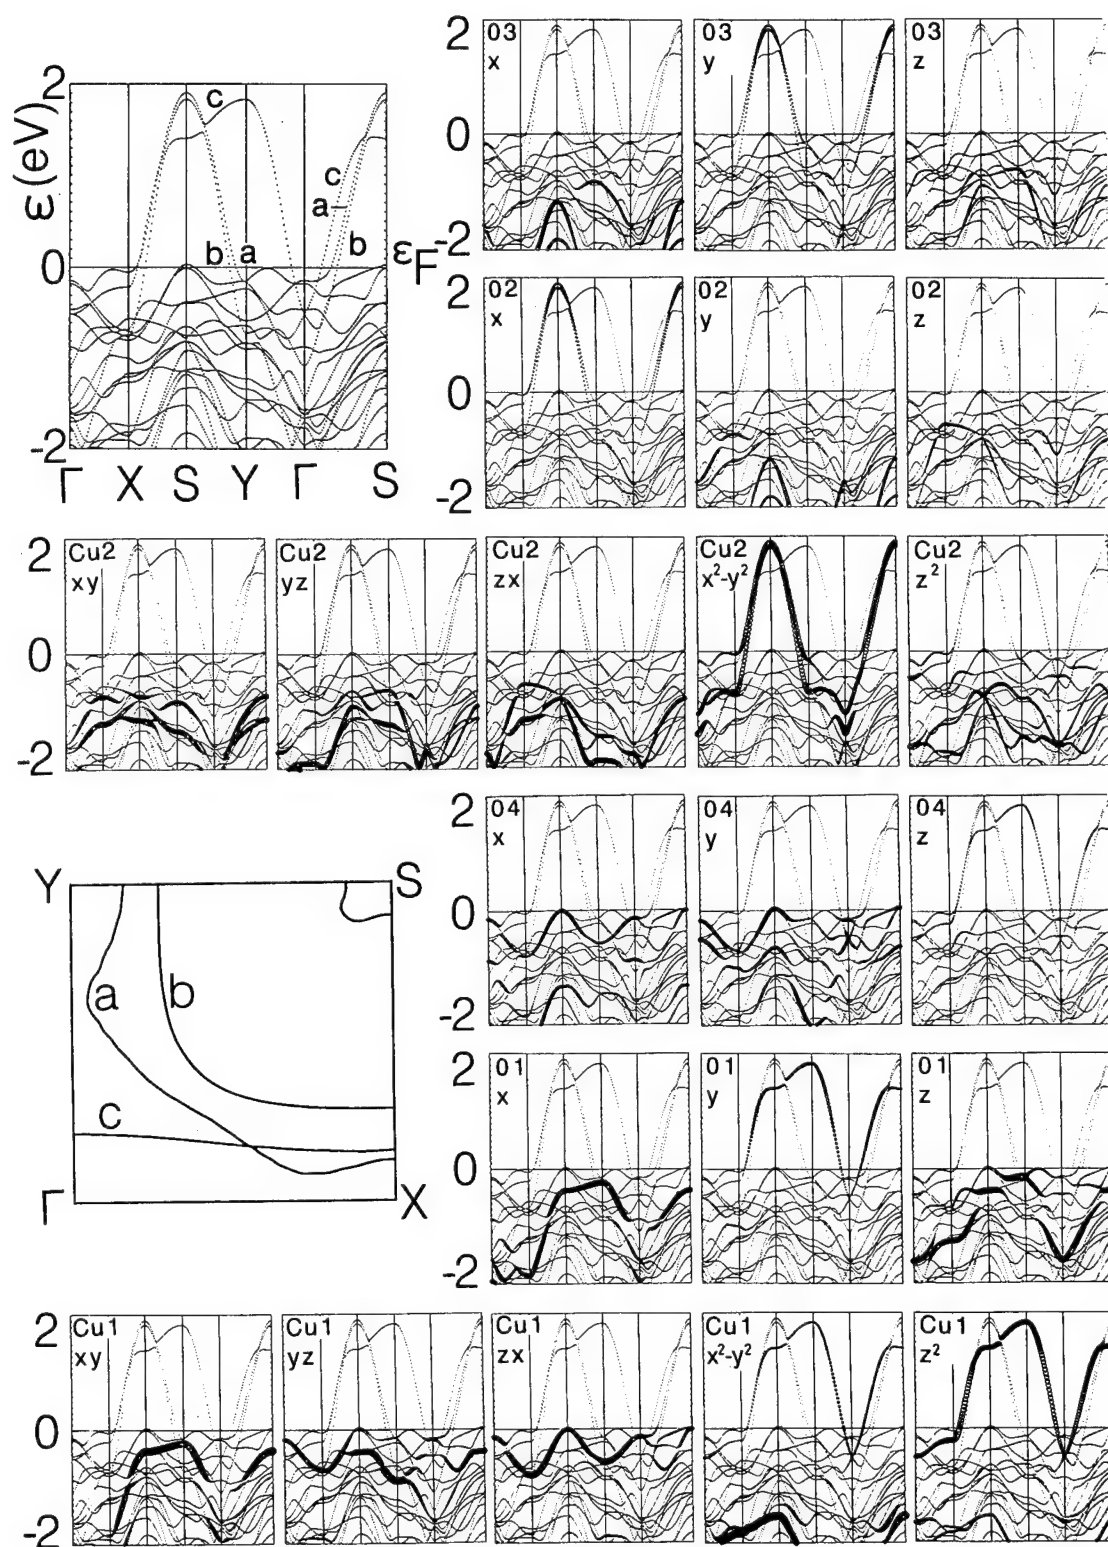 2
0
-2
ε(eV)
c
c
a
b
b
a
εF
Γ X S Y Γ S
2
0
-2
03
x
03
y
03
z
2
0
-2
02
x
02
y
02
z
2
0
-2
Cu2
xy
Cu2
yz
Cu2
zx
Cu2
x²-y²
Cu2
z²
Y
S
a
b
c
Γ
X
2
0
-2
04
x
04
y
04
z
2
0
-2
01
x
01
y
01
z
2
0
-2
Cu1
xy
Cu1
yz
Cu1
zx
Cu1
x²-y²
Cu1
z²